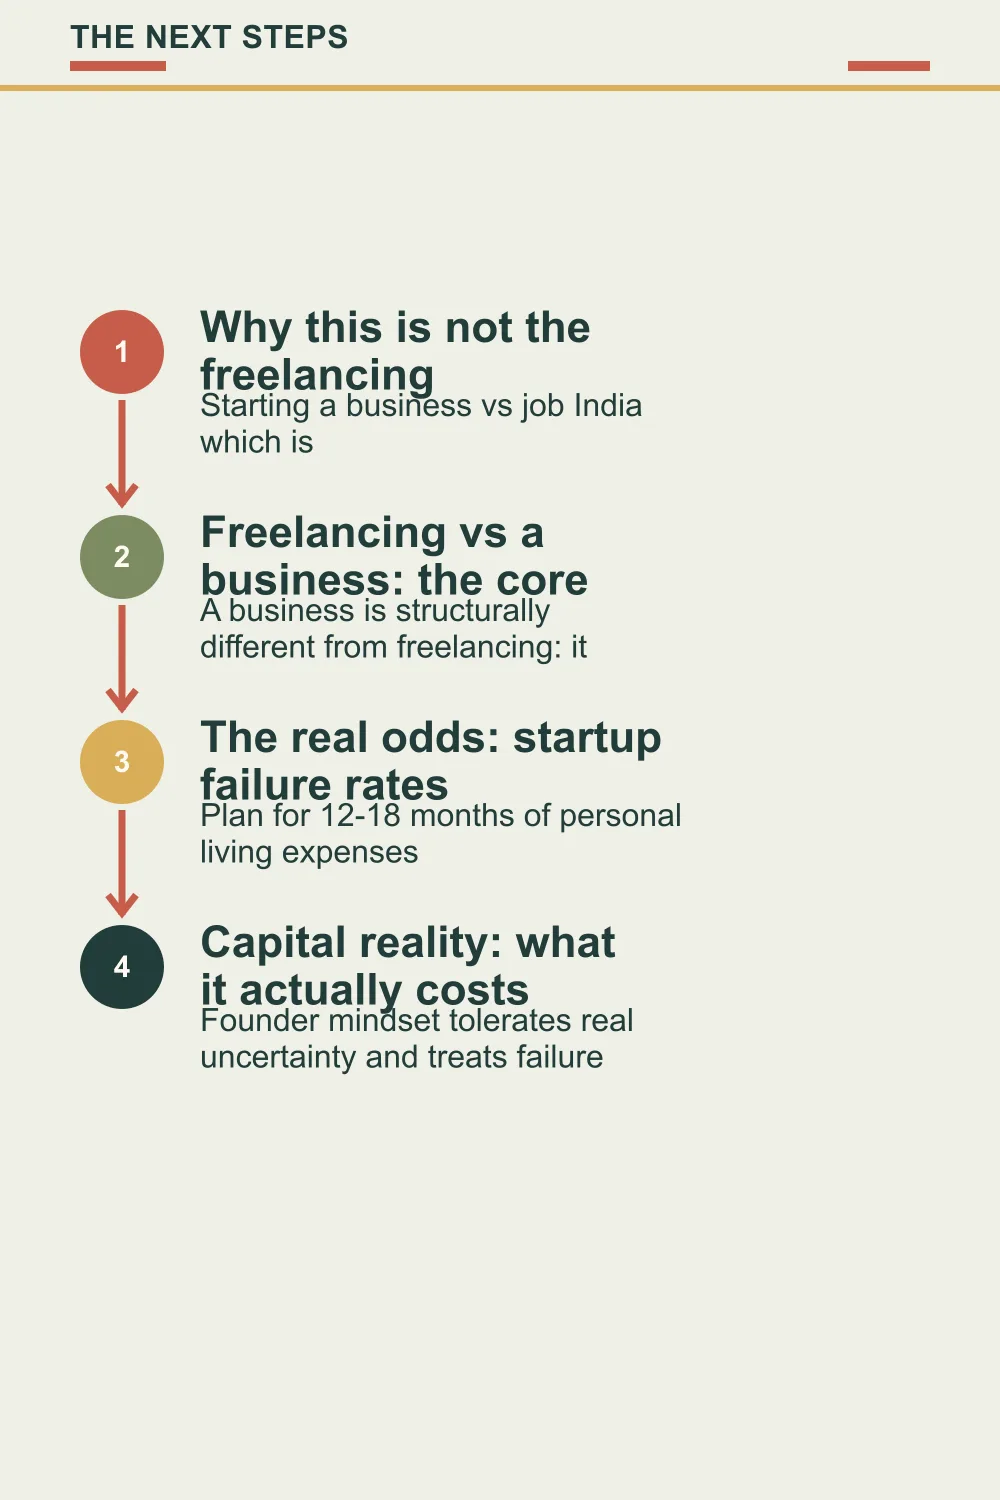 THE NEXT STEPS
1
Why this is not the
freelancing
Starting a business vs job India
which is
2
Freelancing vs a
business: the core
A business is structurally
different from freelancing: it
3
The real odds: startup
failure rates
Plan for 12-18 months of personal
living expenses
4
Capital reality: what
it actually costs
Founder mindset tolerates real
uncertainty and treats failure